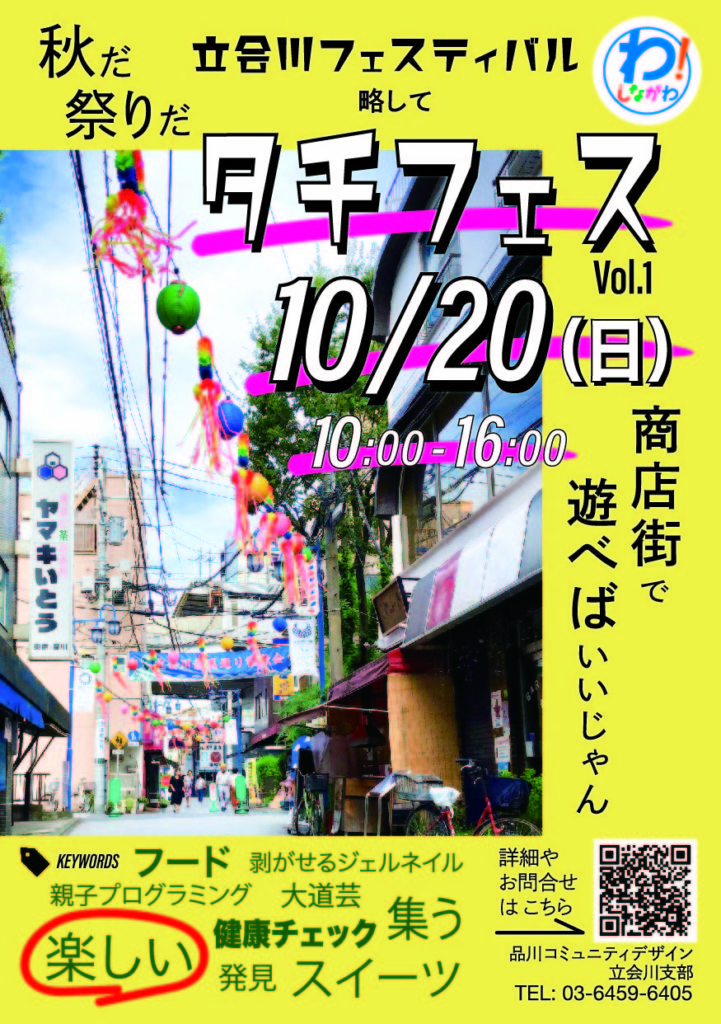 秋だ
祭りだ
立会川フェスティバル
略して
わ!
しながわ
タチフェス
Vol.1
10/20(日)
10:00-16:00
商店街で
遊べばいいじゃん
ヤマキいとう
KEYWORDS
フード
剥がせるジェルネイル
親子プログラミング
大道芸
楽しい
健康チェック
集う
発見
スイーツ
詳細や
お問合せ
はこちら
品川コミュニティデザイン
立会川支部
TEL: 03-6459-6405